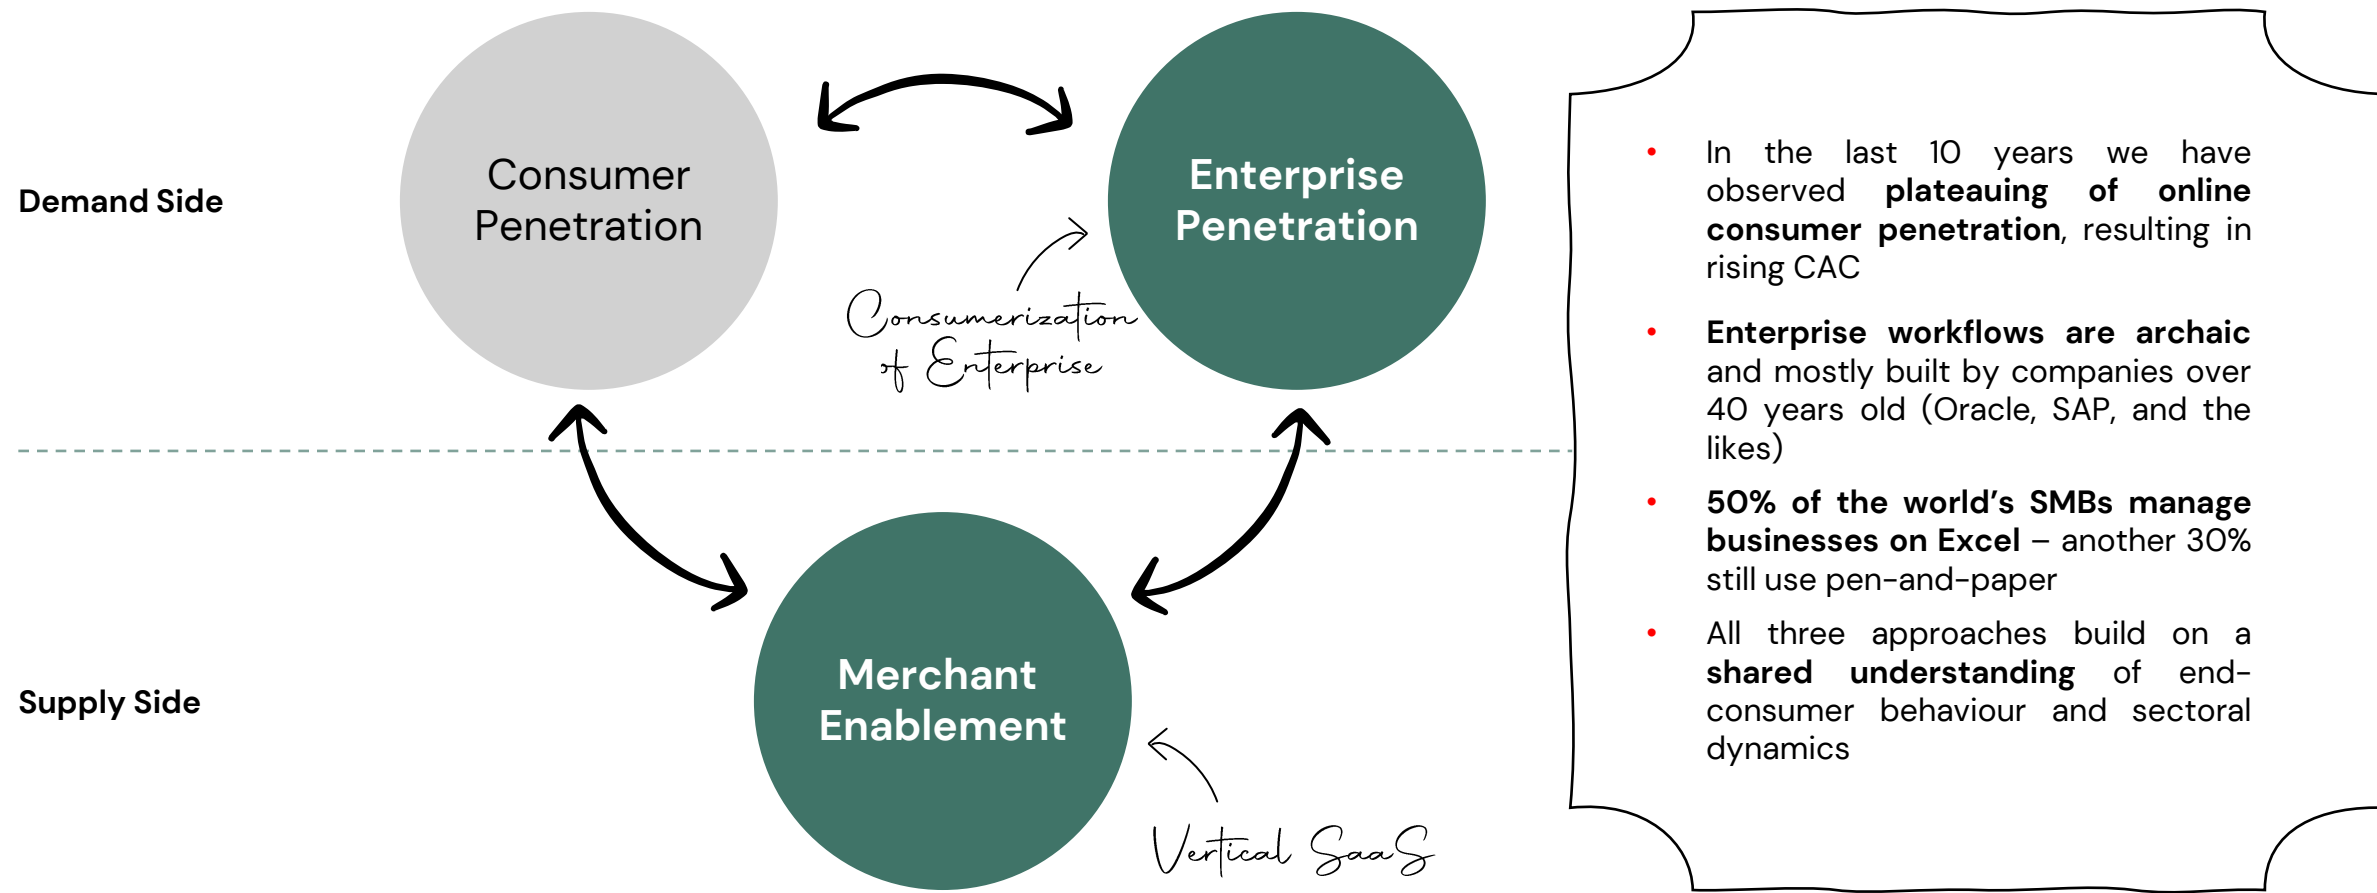 Demand Side
Consumer
Penetration
Enterprise
Penetration
Consumerization
of Enterprise
Supply Side
Merchant
Enablement
Vertical SaaS
• In the last 10 years we have
observed plateauing of online
consumer penetration, resulting in
rising CAC
• Enterprise workflows are archaic
and mostly built by companies over
40 years old (Oracle, SAP, and the
likes)
• 50% of the world’s SMBs manage
businesses on Excel – another 30%
still use pen-and-paper
• All three approaches build on a
shared understanding of end-
consumer behaviour and sectoral
dynamics